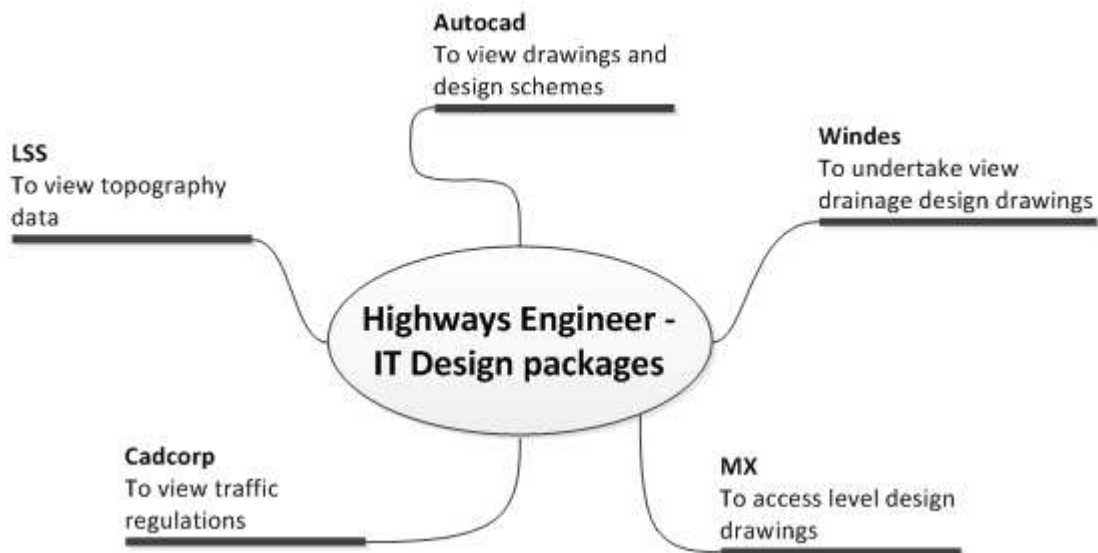 Autocad
To view drawings and
design schemes
LSS
To view topography
data
Windes
To undertake view
drainage design drawings
Highways Engineer -
IT Design packages
Cadcorp
To view traffic
regulations
MX
To access level design
drawings